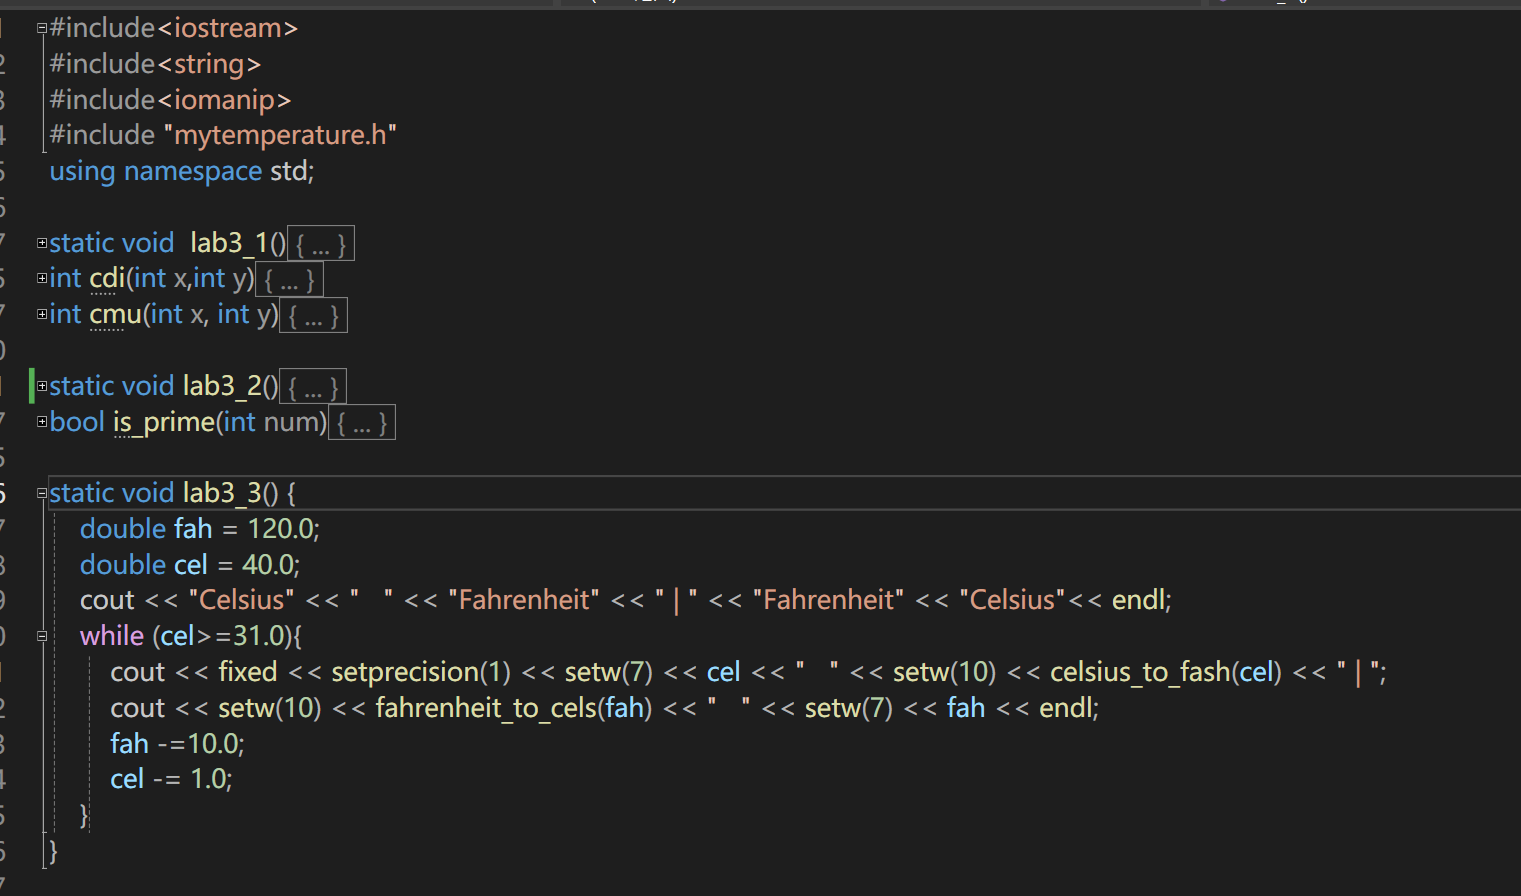 #include<iostream>
#include<string>
#include<iomanip>
#include "mytemperature.h"
using namespace std;
static void  lab3_1(){ ... }
int cdi(int x,int y){ ... }
int cmu(int x, int y){ ... }
static void lab3_2(){ ... }
bool is_prime(int num){ ... }
static void lab3_3() {
double fah = 120.0;
double cel = 40.0;
cout << "Celsius" << "   " << "Fahrenheit" << " | " << "Fahrenheit" << "Celsius"<< endl;
while (cel>=31.0){
cout << fixed << setprecision(1) << setw(7) << cel << "   " << setw(10) << celsius_to_fash(cel) << " | ";
cout << setw(10) << fahrenheit_to_cels(fah) << "   " << setw(7) << fah << endl;
fah -=10.0;
cel -= 1.0;
}
}